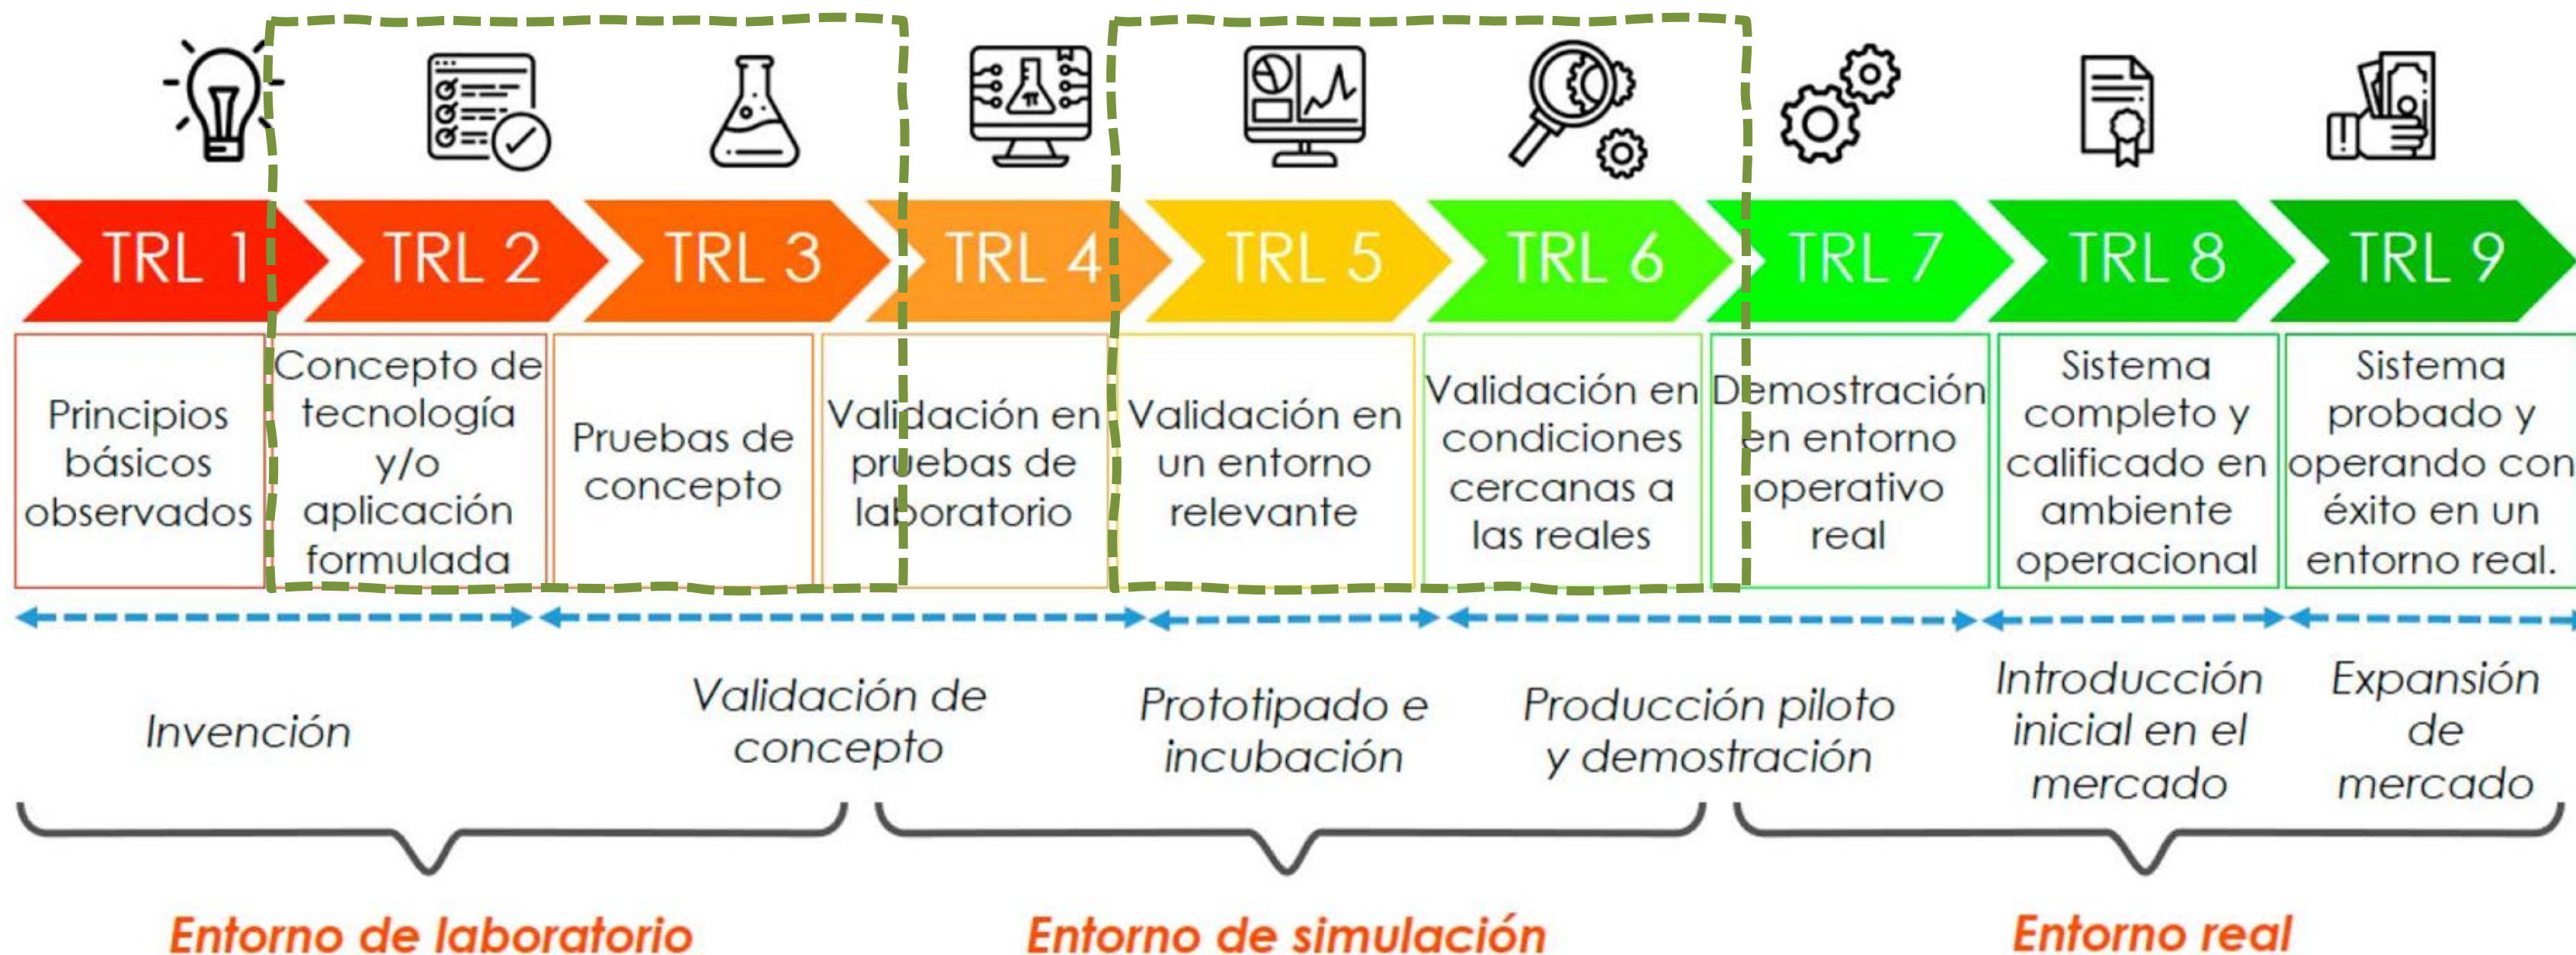 TRL 1
TRL 2
TRL 3
TRL 4
TRL 5
TRL 6
TRL 7
TRL 8
TRL 9
Principios
básicos
observados
Concepto de
tecnología
y/o
aplicación
formulada
Pruebas de
concepto
Validación en
pruebas de
laboratorio
Validación en
un entorno
relevante
Validación en
condiciones
cercanas a
las reales
Demostración
en entorno
operativo
real
Sistema
completo y
calificado en
ambiente
operacional
Sistema
probado y
operando con
éxito en un
entorno real.
Invención
Validación de
concepto
Prototipado e
incubación
Producción piloto
y demostración
Introducción
inicial en el
mercado
Expansión
de
mercado
Entorno de laboratorio
Entorno de simulación
Entorno real